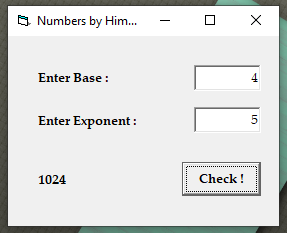 Numbers by Him...
Enter Base : 4
Enter Exponent : 5
1024 Check !